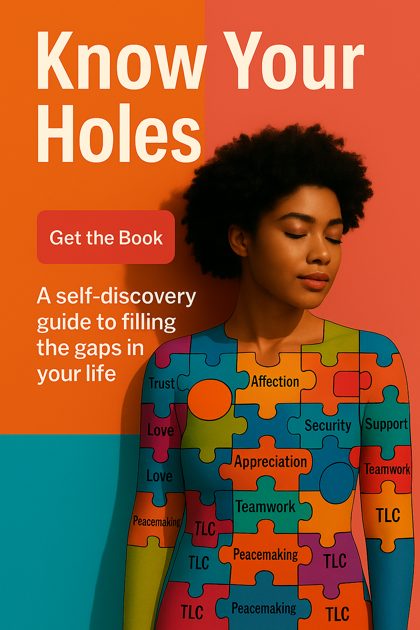 Know Your
Holes
Get the Book
A self-discovery
guide to filling
the gaps in
your life
Trust
Affection
Love
Security
Support
Love
Appreciation
Teamwork
Teamwork
Peacemaking
TLC
TLC
TLC
Peacemaking
TLC
TLC
Peacemaking
TLC